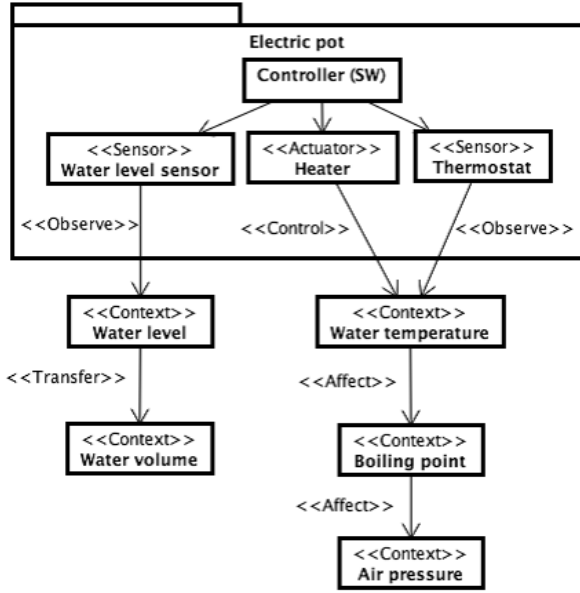 Electric pot
Controller (SW)
<<Sensor>>
Water level sensor
<<Actuator>>
Heater
<<Sensor>>
Thermostat
<<Observe>>
<<Control>>
<<Observe>>
<<Context>>
Water level
<<Context>>
Water temperature
<<Transfer>>
<<Affect>>
<<Context>>
Water volume
<<Context>>
Boiling point
<<Affect>>
<<Context>>
Air pressure